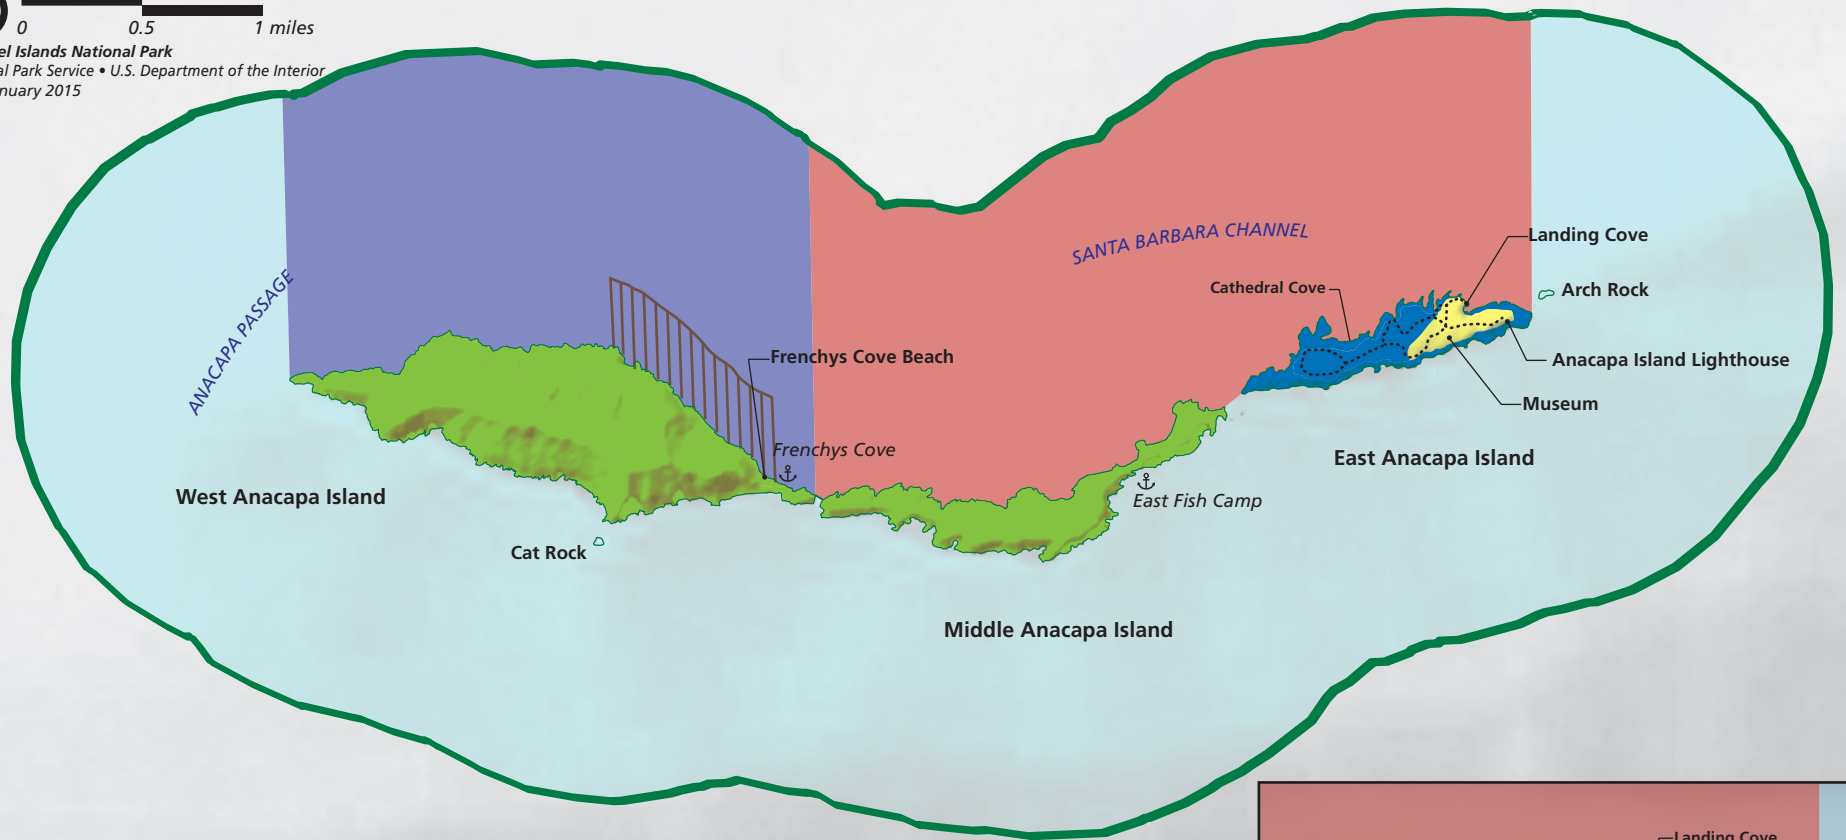 0 0.5 1 miles
el Islands National Park
al Park Service • U.S. Department of the Interior
nuary 2015
SANTA BARBARA CHANNEL
Landing Cove
Cathedral Cove
Arch Rock
ANACAPA PASSAGE
Frenchys Cove Beach
Anacapa Island Lighthouse
Museum
Frenchys Cove
East Anacapa Island
West Anacapa Island
East Fish Camp
Cat Rock
Middle Anacapa Island
Landing Cove